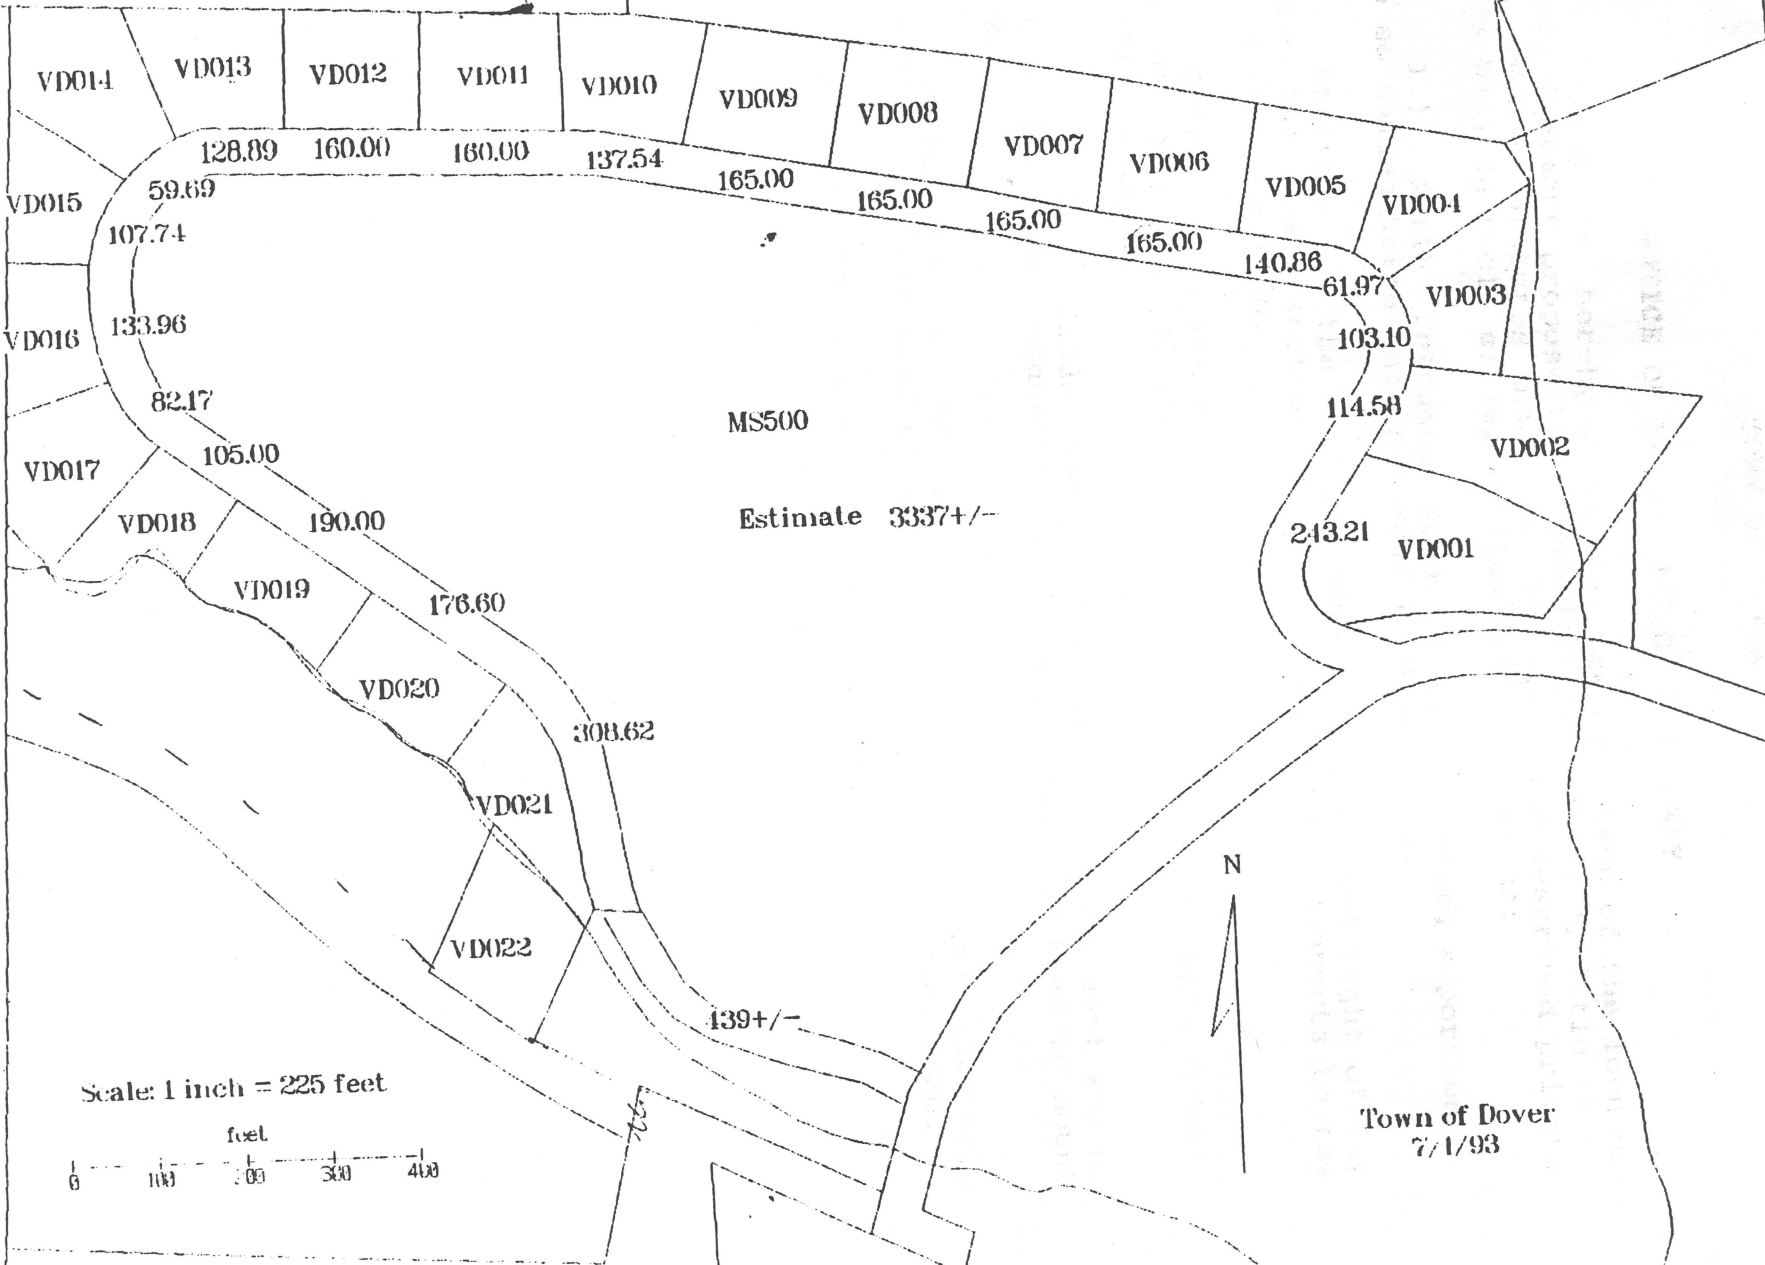 VD014
VD013
VD012
VD011
VD010
VD009
VD008
VD007
VD006
VD005
VD004
VD003
VD002
VD001
VD015
VD016
VD017
VD018
VD019
VD020
VD021
VD022
128.89
160.00
160.00
137.54
165.00
165.00
165.00
165.00
140.86
61.97
103.10
114.58
243.21
59.69
107.74
133.96
82.17
105.00
190.00
176.60
308.62
139+/-
MS500
Estimate 3337+/-
N
Scale: 1 inch = 225 feet
feet
0 100 200 300 400
Town of Dover
7/1/93